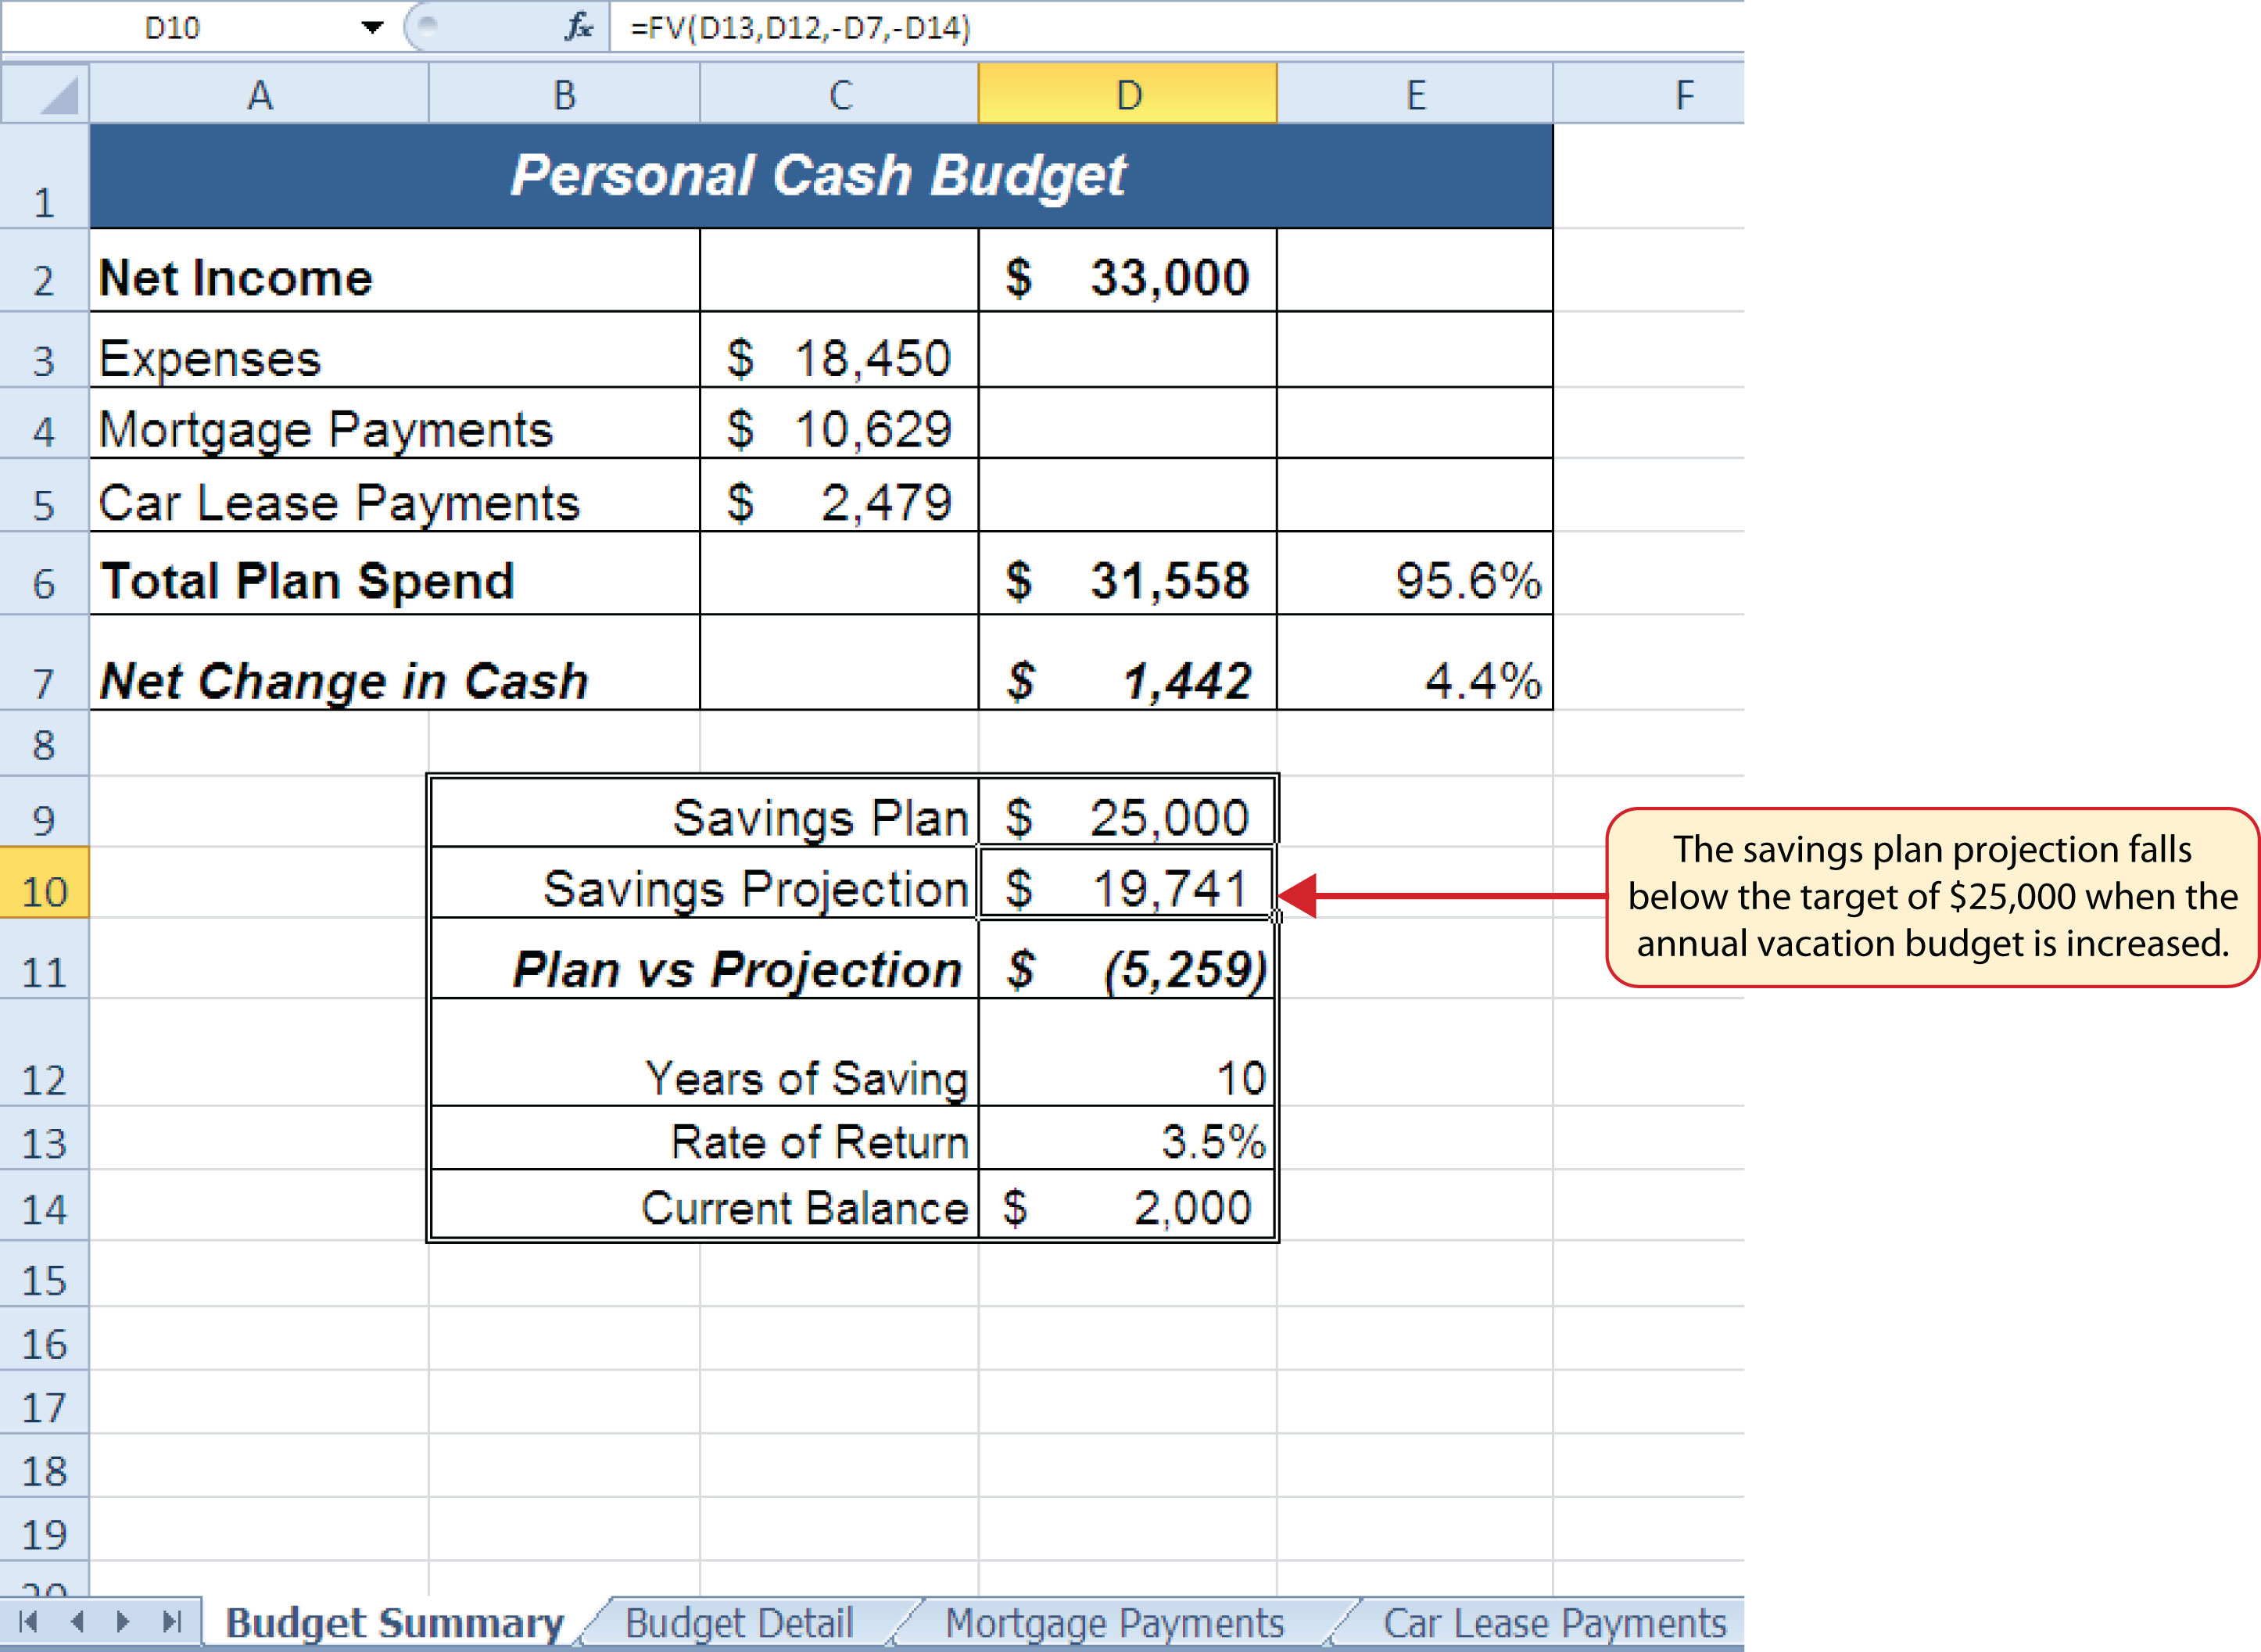 D10 fx =FV(D13,D12,-D7,-D14)
A B C D E F
1 Personal Cash Budget
2 Net Income $ 33,000
3 Expenses $ 18,450
4 Mortgage Payments $ 10,629
5 Car Lease Payments $ 2,479
6 Total Plan Spend $ 31,558 95.6%
7 Net Change in Cash $ 1,442 4.4%
8
9 Savings Plan $ 25,000
10 Savings Projection $ 19,741
11 Plan vs Projection $ (5,259)
12 Years of Saving 10
13 Rate of Return 3.5%
14 Current Balance $ 2,000
The savings plan projection falls
below the target of $25,000 when the
annual vacation budget is increased.
15
16
17
18
19
20
Budget Summary Budget Detail Mortgage Payments Car Lease Payments